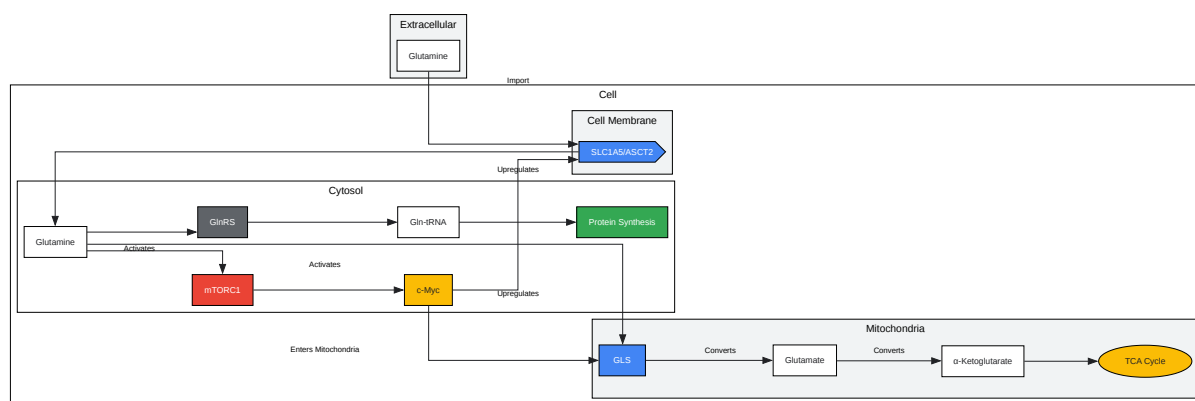 Extracellular
Glutamine
Import
Cell
Cell Membrane
SLC1A5/ASCT2
Upregulates
Cytosol
GlnRS
Gln-tRNA
Protein Synthesis
Glutamine
Activates
Activates
mTORC1
c-Myc
Upregulates
Mitochondria
Enters Mitochondria
GLS
Converts
Glutamate
Converts
α-Ketoglutarate
TCA Cycle